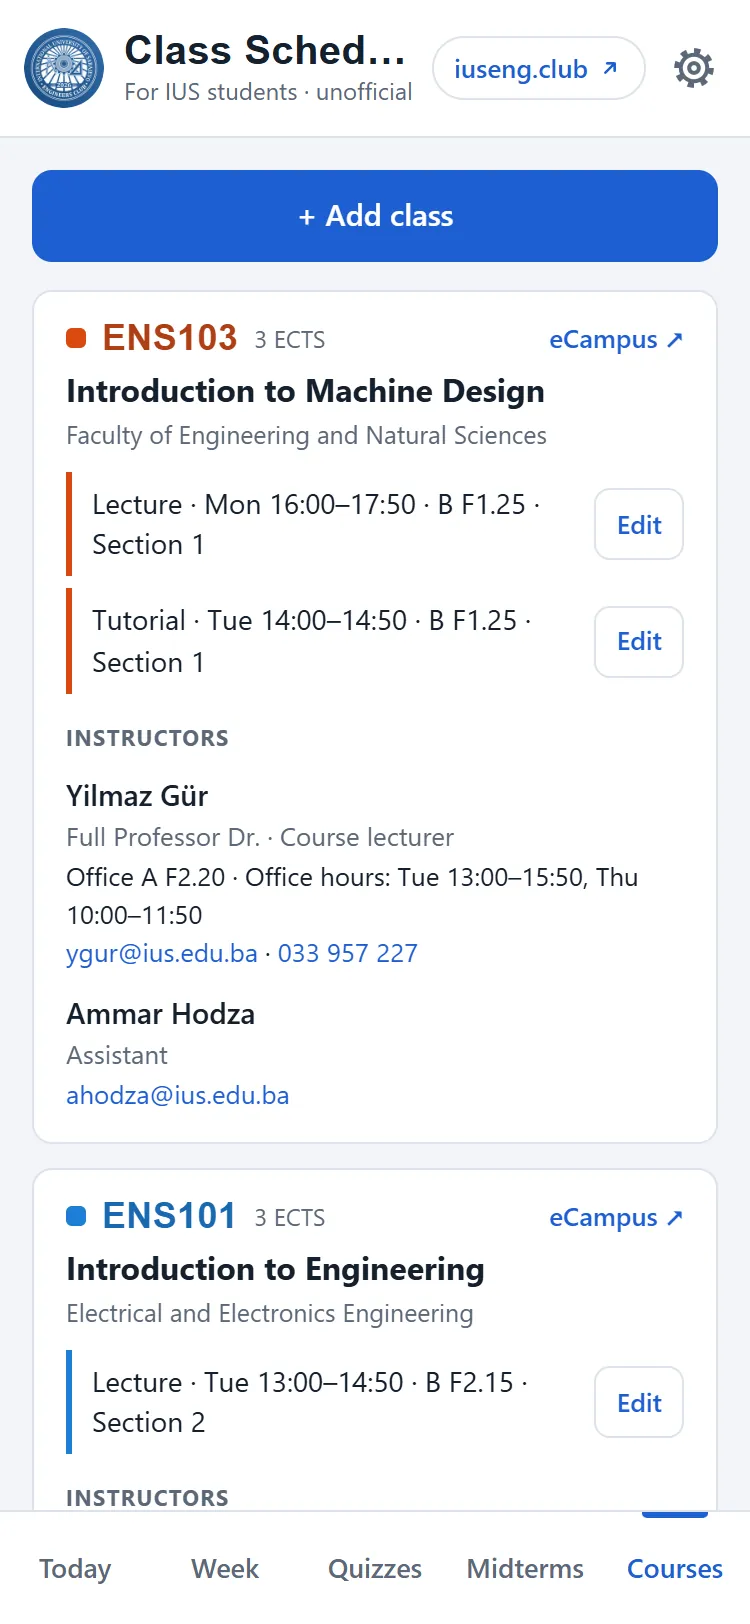 Class Sched...
For IUS students · unofficial
iuseng.club ↗
+ Add class
ENS103 3 ECTS
eCampus ↗
Introduction to Machine Design
Faculty of Engineering and Natural Sciences
Lecture · Mon 16:00–17:50 · B F1.25 ·
Section 1
Edit
Tutorial · Tue 14:00–14:50 · B F1.25 ·
Section 1
Edit
INSTRUCTORS
Yilmaz Gür
Full Professor Dr. · Course lecturer
Office A F2.20 · Office hours: Tue 13:00–15:50, Thu
10:00–11:50
ygur@ius.edu.ba · 033 957 227
Ammar Hodza
Assistant
ahodza@ius.edu.ba
ENS101 3 ECTS
eCampus ↗
Introduction to Engineering
Electrical and Electronics Engineering
Lecture · Tue 13:00–14:50 · B F2.15 ·
Section 2
Edit
INSTRUCTORS
Today
Week
Quizzes
Midterms
Courses